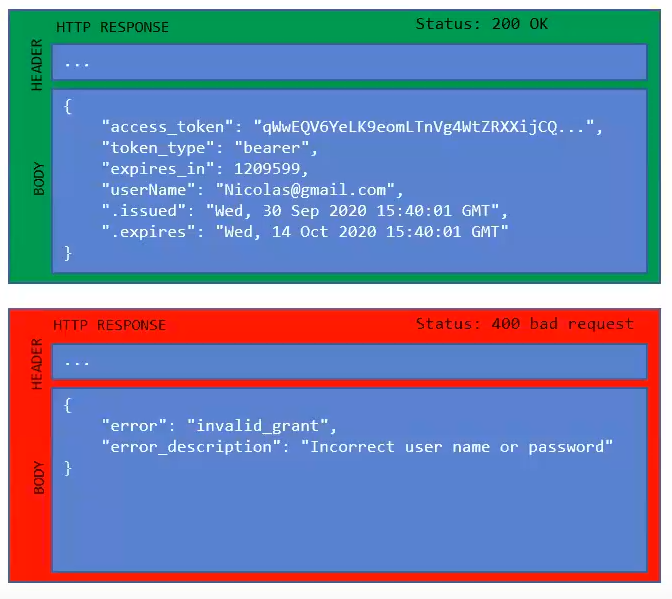 HTTP RESPONSE
Status: 200 OK
HEADER
...
BODY
{
"access_token": "qWwEQV6YeLK9eomLTnVg4WtZRXXijCQ...",
"token_type": "bearer",
"expires_in": 1209599,
"userName": "Nicolas@gmail.com",
".issued": "Wed, 30 Sep 2020 15:40:01 GMT",
".expires": "Wed, 14 Oct 2020 15:40:01 GMT"
}
HTTP RESPONSE
Status: 400 bad request
HEADER
...
BODY
{
"error": "invalid_grant",
"error_description": "Incorrect user name or password"
}